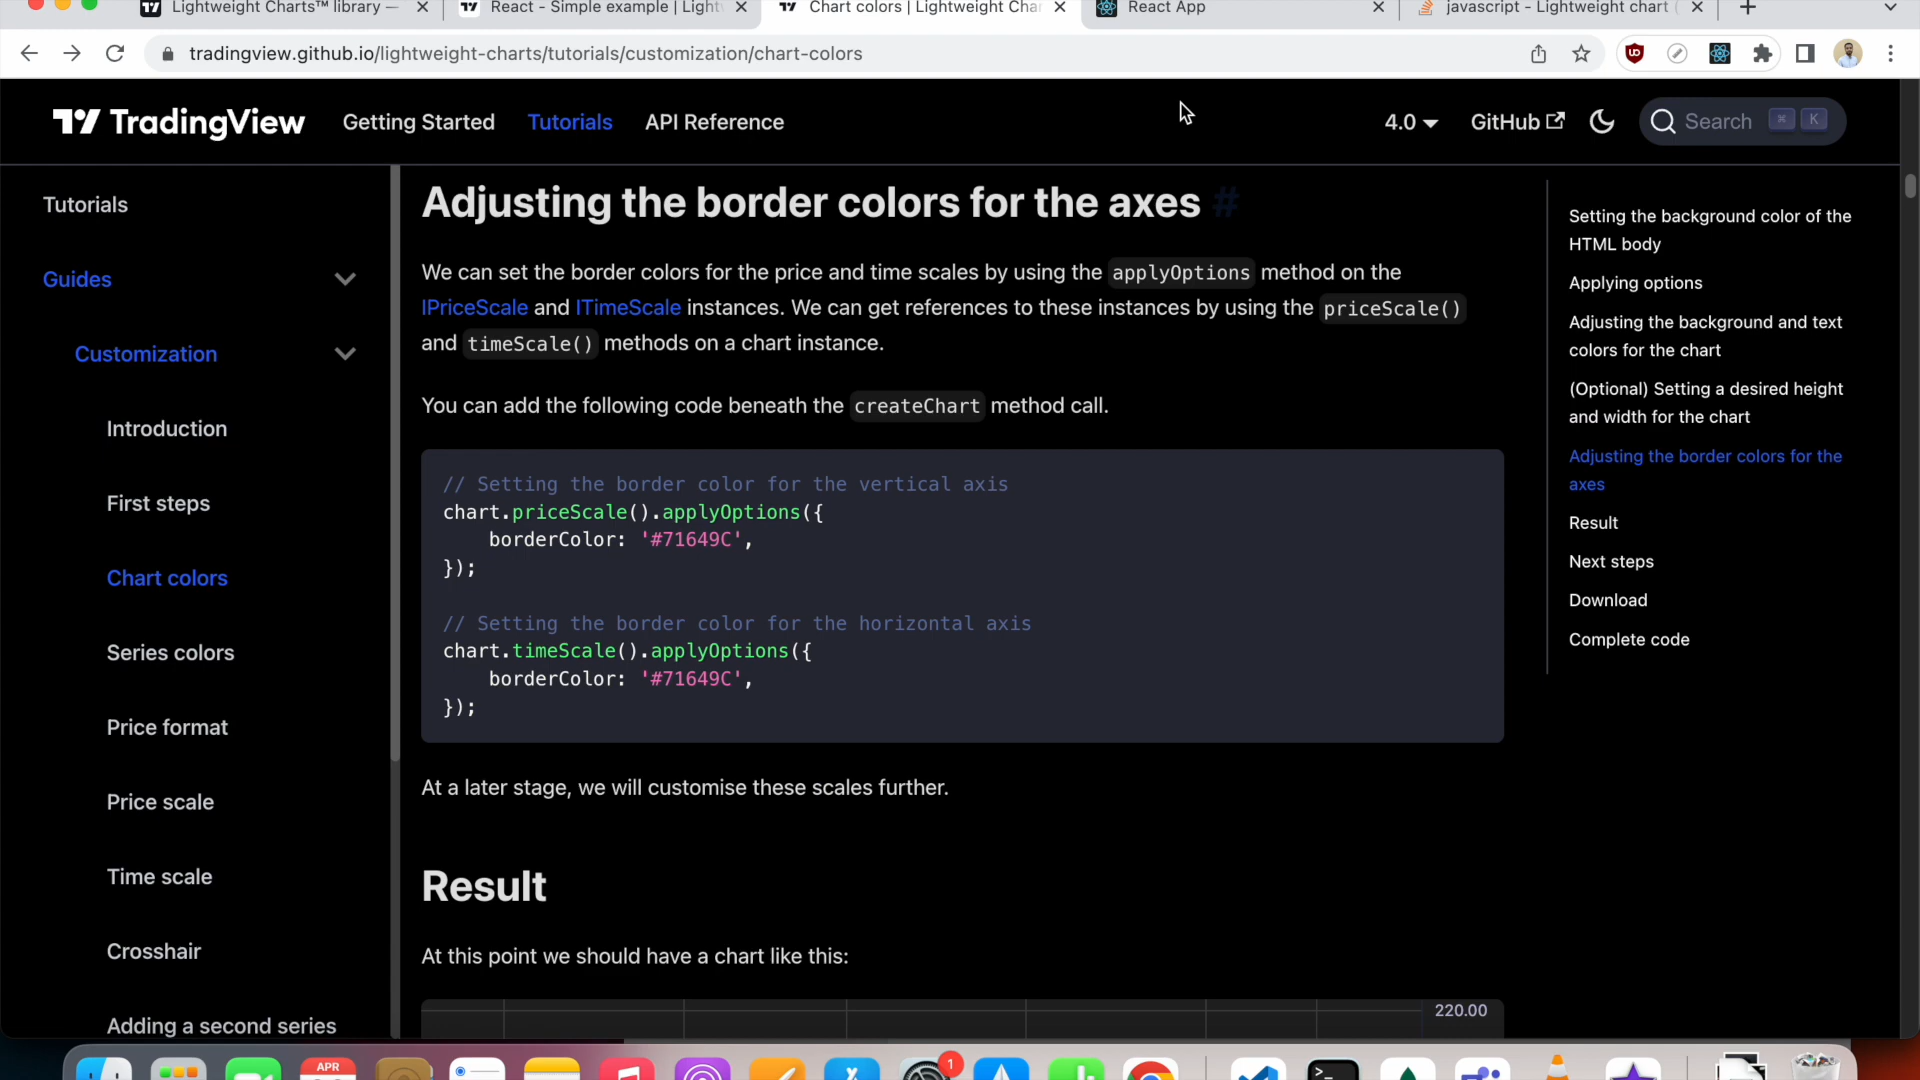 Lightweight Charts™ library —
React - Simple example | Light
Chart colors | Lightweight Cha
React App
javascript - Lightweight chart (
tradingview.github.io/lightweight-charts/tutorials/customization/chart-colors
TradingView
Getting Started
Tutorials
API Reference
4.0
GitHub
Search
⌘ K
Tutorials
Guides
Customization
Introduction
First steps
Chart colors
Series colors
Price format
Price scale
Time scale
Crosshair
Adding a second series
Adjusting the border colors for the axes #
We can set the border colors for the price and time scales by using the applyOptions method on the
IPriceScale and ITimeScale instances. We can get references to these instances by using the priceScale()
and timeScale() methods on a chart instance.
You can add the following code beneath the createChart method call.
// Setting the border color for the vertical axis
chart.priceScale().applyOptions({
borderColor: '#71649C',
});
// Setting the border color for the horizontal axis
chart.timeScale().applyOptions({
borderColor: '#71649C',
});
At a later stage, we will customise these scales further.
Result
At this point we should have a chart like this:
220.00
Setting the background color of the
HTML body
Applying options
Adjusting the background and text
colors for the chart
(Optional) Setting a desired height
and width for the chart
Adjusting the border colors for the
axes
Result
Next steps
Download
Complete code
APR
1